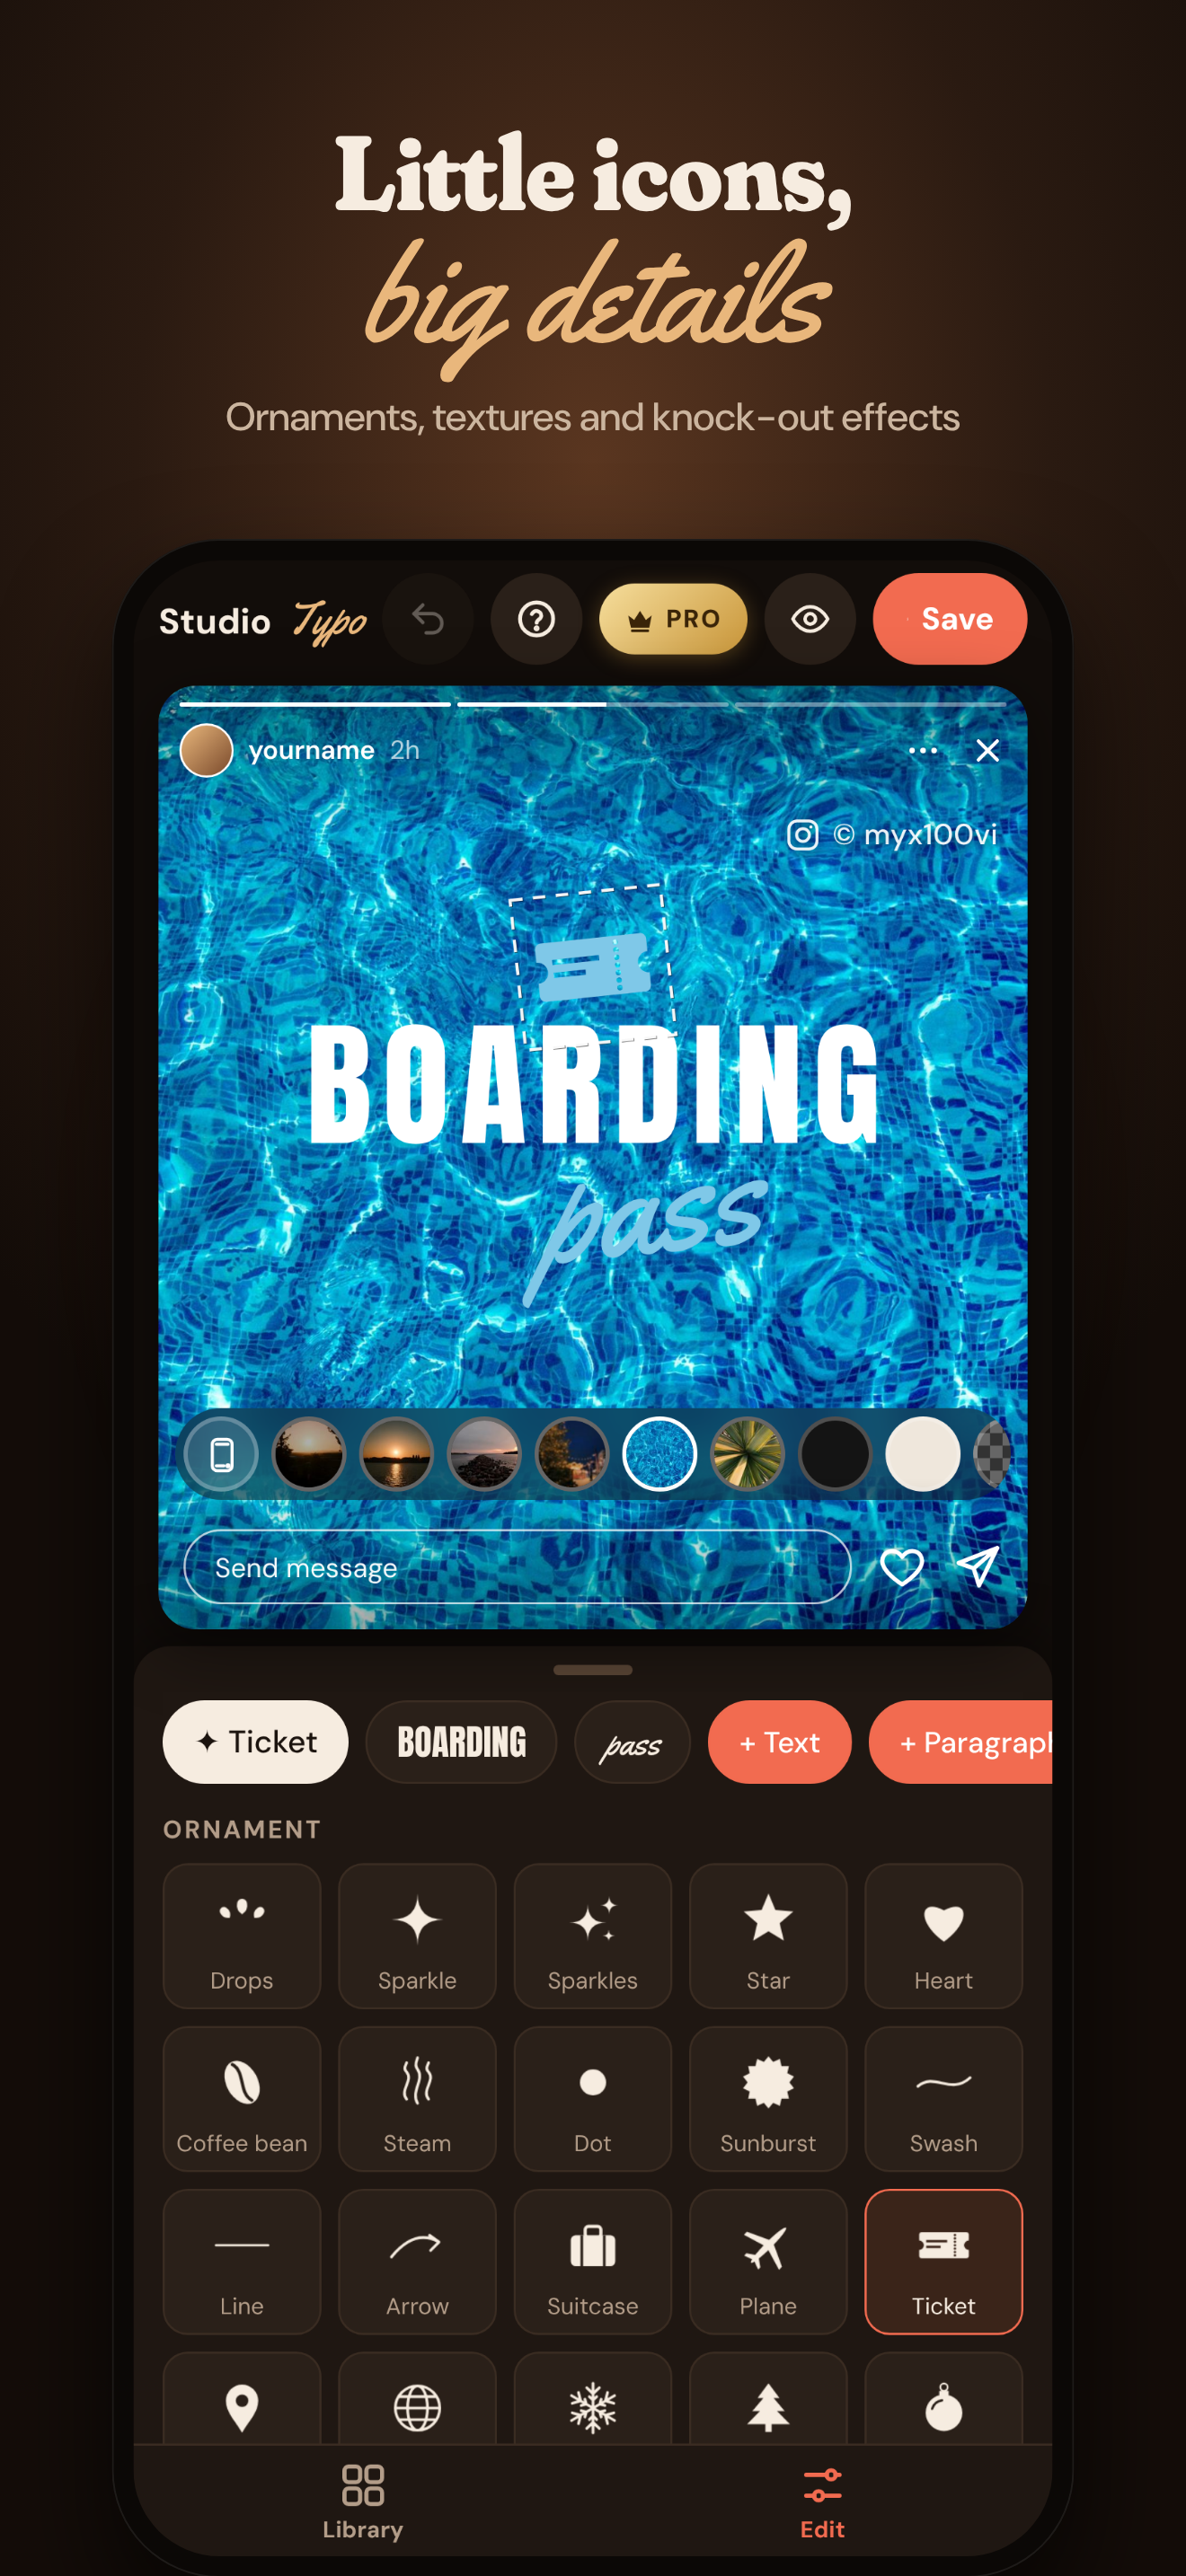 Little icons,
big details
Ornaments, textures and knock-out effects
Studio Typo PRO Save
yourname 2h
© myx100vi
BOARDING
pass
Send message
✦ Ticket BOARDING pass + Text + Paragraph
ORNAMENT
Drops Sparkle Sparkles Star Heart
Coffee bean Steam Dot Sunburst Swash
Line Arrow Suitcase Plane Ticket
Library Edit